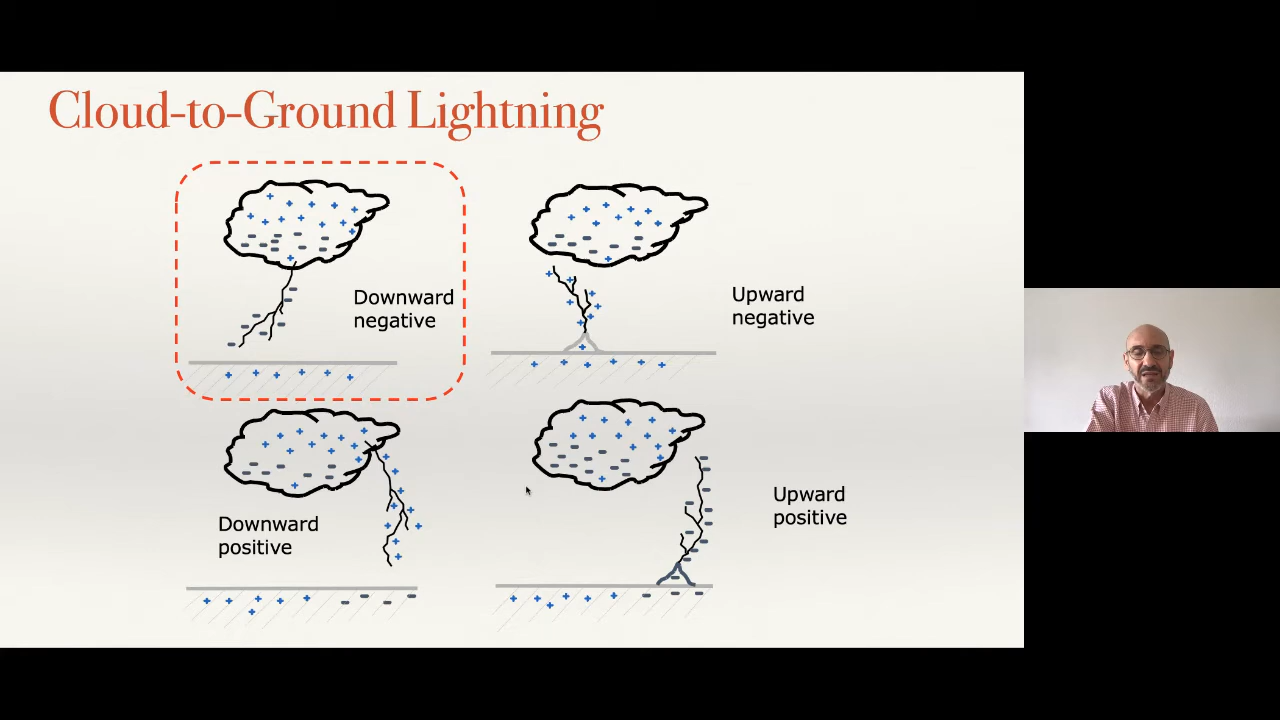 Cloud-to-Ground Lightning
Downward
negative
Upward
negative
Downward
positive
Upward
positive